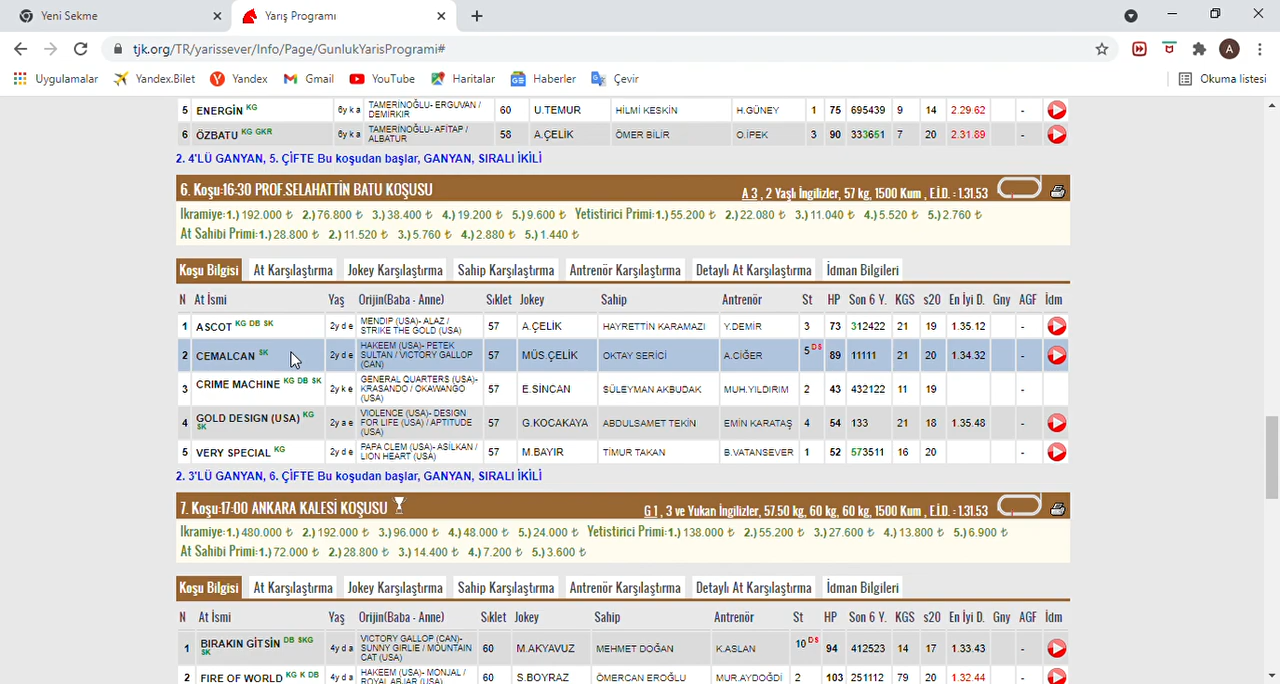 Yeni Sekme
Yarış Programı
tjk.org/TR/yarissever/Info/Page/GunlukYarisProgrami#
A
Uygulamalar Yandex.Bilet Yandex Gmail YouTube Haritalar Haberler Çevir Okuma listesi
5 ENERGİN KG 6y k a TAMERİNOĞLU- ERGUVAN / DEMİRKIR 60 U.TEMUR HİLMİ KESKİN H.GÜNEY 1 75 695439 9 14 2.29.62 -
6 ÖZBATU KG GKR 6y k a TAMERİNOĞLU- AFİTAP / ALBATUR 58 A.ÇELİK ÖMER BİLİR O.İPEK 3 90 333651 7 20 2.31.89 -
2. 4'LÜ GANYAN, 5. ÇİFTE Bu koşudan başlar, GANYAN, SIRALI İKİLİ
6. Koşu:16:30 PROF.SELAHATTİN BATU KOŞUSU A 3 , 2 Yaşlı İngilizler, 57 kg, 1500 Kum , E.İ.D. : 1.31.53
İkramiye:1.) 192.000 ₺ 2.) 76.800 ₺ 3.) 38.400 ₺ 4.) 19.200 ₺ 5.) 9.600 ₺ Yetistirici Primi:1.) 55.200 ₺ 2.) 22.080 ₺ 3.) 11.040 ₺ 4.) 5.520 ₺ 5.) 2.760 ₺
At Sahibi Primi:1.) 28.800 ₺ 2.) 11.520 ₺ 3.) 5.760 ₺ 4.) 2.880 ₺ 5.) 1.440 ₺
Koşu Bilgisi At Karşılaştırma Jokey Karşılaştırma Sahip Karşılaştırma Antrenör Karşılaştırma Detaylı At Karşılaştırma İdman Bilgileri
N At İsmi Yaş Orijin(Baba - Anne) Sıklet Jokey Sahip Antrenör St HP Son 6 Y. KGS s20 En İyi D. Gny AGF İdm
1 ASCOT KG DB SK 2y d e MENDIP (USA)- ALAZ / STRIKE THE GOLD (USA) 57 A.ÇELİK HAYRETTİN KARAMAZI Y.DEMİR 3 73 312422 21 19 1.35.12 -
2 CEMALCAN SK 2y d e HAKEEM (USA)- PETEK SULTAN / VICTORY GALLOP (CAN) 57 MÜS.ÇELİK OKTAY SERİCİ A.CİĞER 5 DS 89 11111 21 20 1.34.32 -
3 CRIME MACHINE KG DB SK 2y k e GENERAL QUARTERS (USA)- KRASANDO / OKAWANGO (USA) 57 E.SİNCAN SÜLEYMAN AKBUDAK MUH.YILDIRIM 2 43 432122 11 19 -
4 GOLD DESIGN (USA) KG SK 2y a e VIOLENCE (USA)- DESIGN FOR LIFE (USA) / APTITUDE (USA) 57 G.KOCAKAYA ABDULSAMET TEKİN EMİN KARATAŞ 4 54 133 21 18 1.35.48 -
5 VERY SPECIAL KG 2y d e PAPA CLEM (USA)- ASİLKAN / LION HEART (USA) 57 M.BAYIR TİMUR TAKAN B.VATANSEVER 1 52 573511 16 20 -
2. 3'LÜ GANYAN, 6. ÇİFTE Bu koşudan başlar, GANYAN, SIRALI İKİLİ
7. Koşu:17:00 ANKARA KALESİ KOŞUSU G 1 , 3 ve Yukarı İngilizler, 57.50 kg, 60 kg, 60 kg, 1500 Kum , E.İ.D. : 1.31.53
İkramiye:1.) 480.000 ₺ 2.) 192.000 ₺ 3.) 96.000 ₺ 4.) 48.000 ₺ 5.) 24.000 ₺ Yetistirici Primi:1.) 138.000 ₺ 2.) 55.200 ₺ 3.) 27.600 ₺ 4.) 13.800 ₺ 5.) 6.900 ₺
At Sahibi Primi:1.) 72.000 ₺ 2.) 28.800 ₺ 3.) 14.400 ₺ 4.) 7.200 ₺ 5.) 3.600 ₺
Koşu Bilgisi At Karşılaştırma Jokey Karşılaştırma Sahip Karşılaştırma Antrenör Karşılaştırma Detaylı At Karşılaştırma İdman Bilgileri
N At İsmi Yaş Orijin(Baba - Anne) Sıklet Jokey Sahip Antrenör St HP Son 6 Y. KGS s20 En İyi D. Gny AGF İdm
1 BIRAKIN GİTSİN DB SKG SK 4y d a VICTORY GALLOP (CAN)- SUNNY GIRLIE / MOUNTAIN CAT (USA) 60 M.AKYAVUZ MEHMET DOĞAN K.ASLAN 10 DS 94 412523 14 17 1.33.43 -
2 FIRE OF WORLD KG K DB 4y d a HAKEEM (USA)- MONJAL / ROYAL ABJAR (USA) 60 S.BOYRAZ ÖMERCAN EROĞLU MUR.AYDOĞDİ 2 103 251112 79 20 1.32.44 -